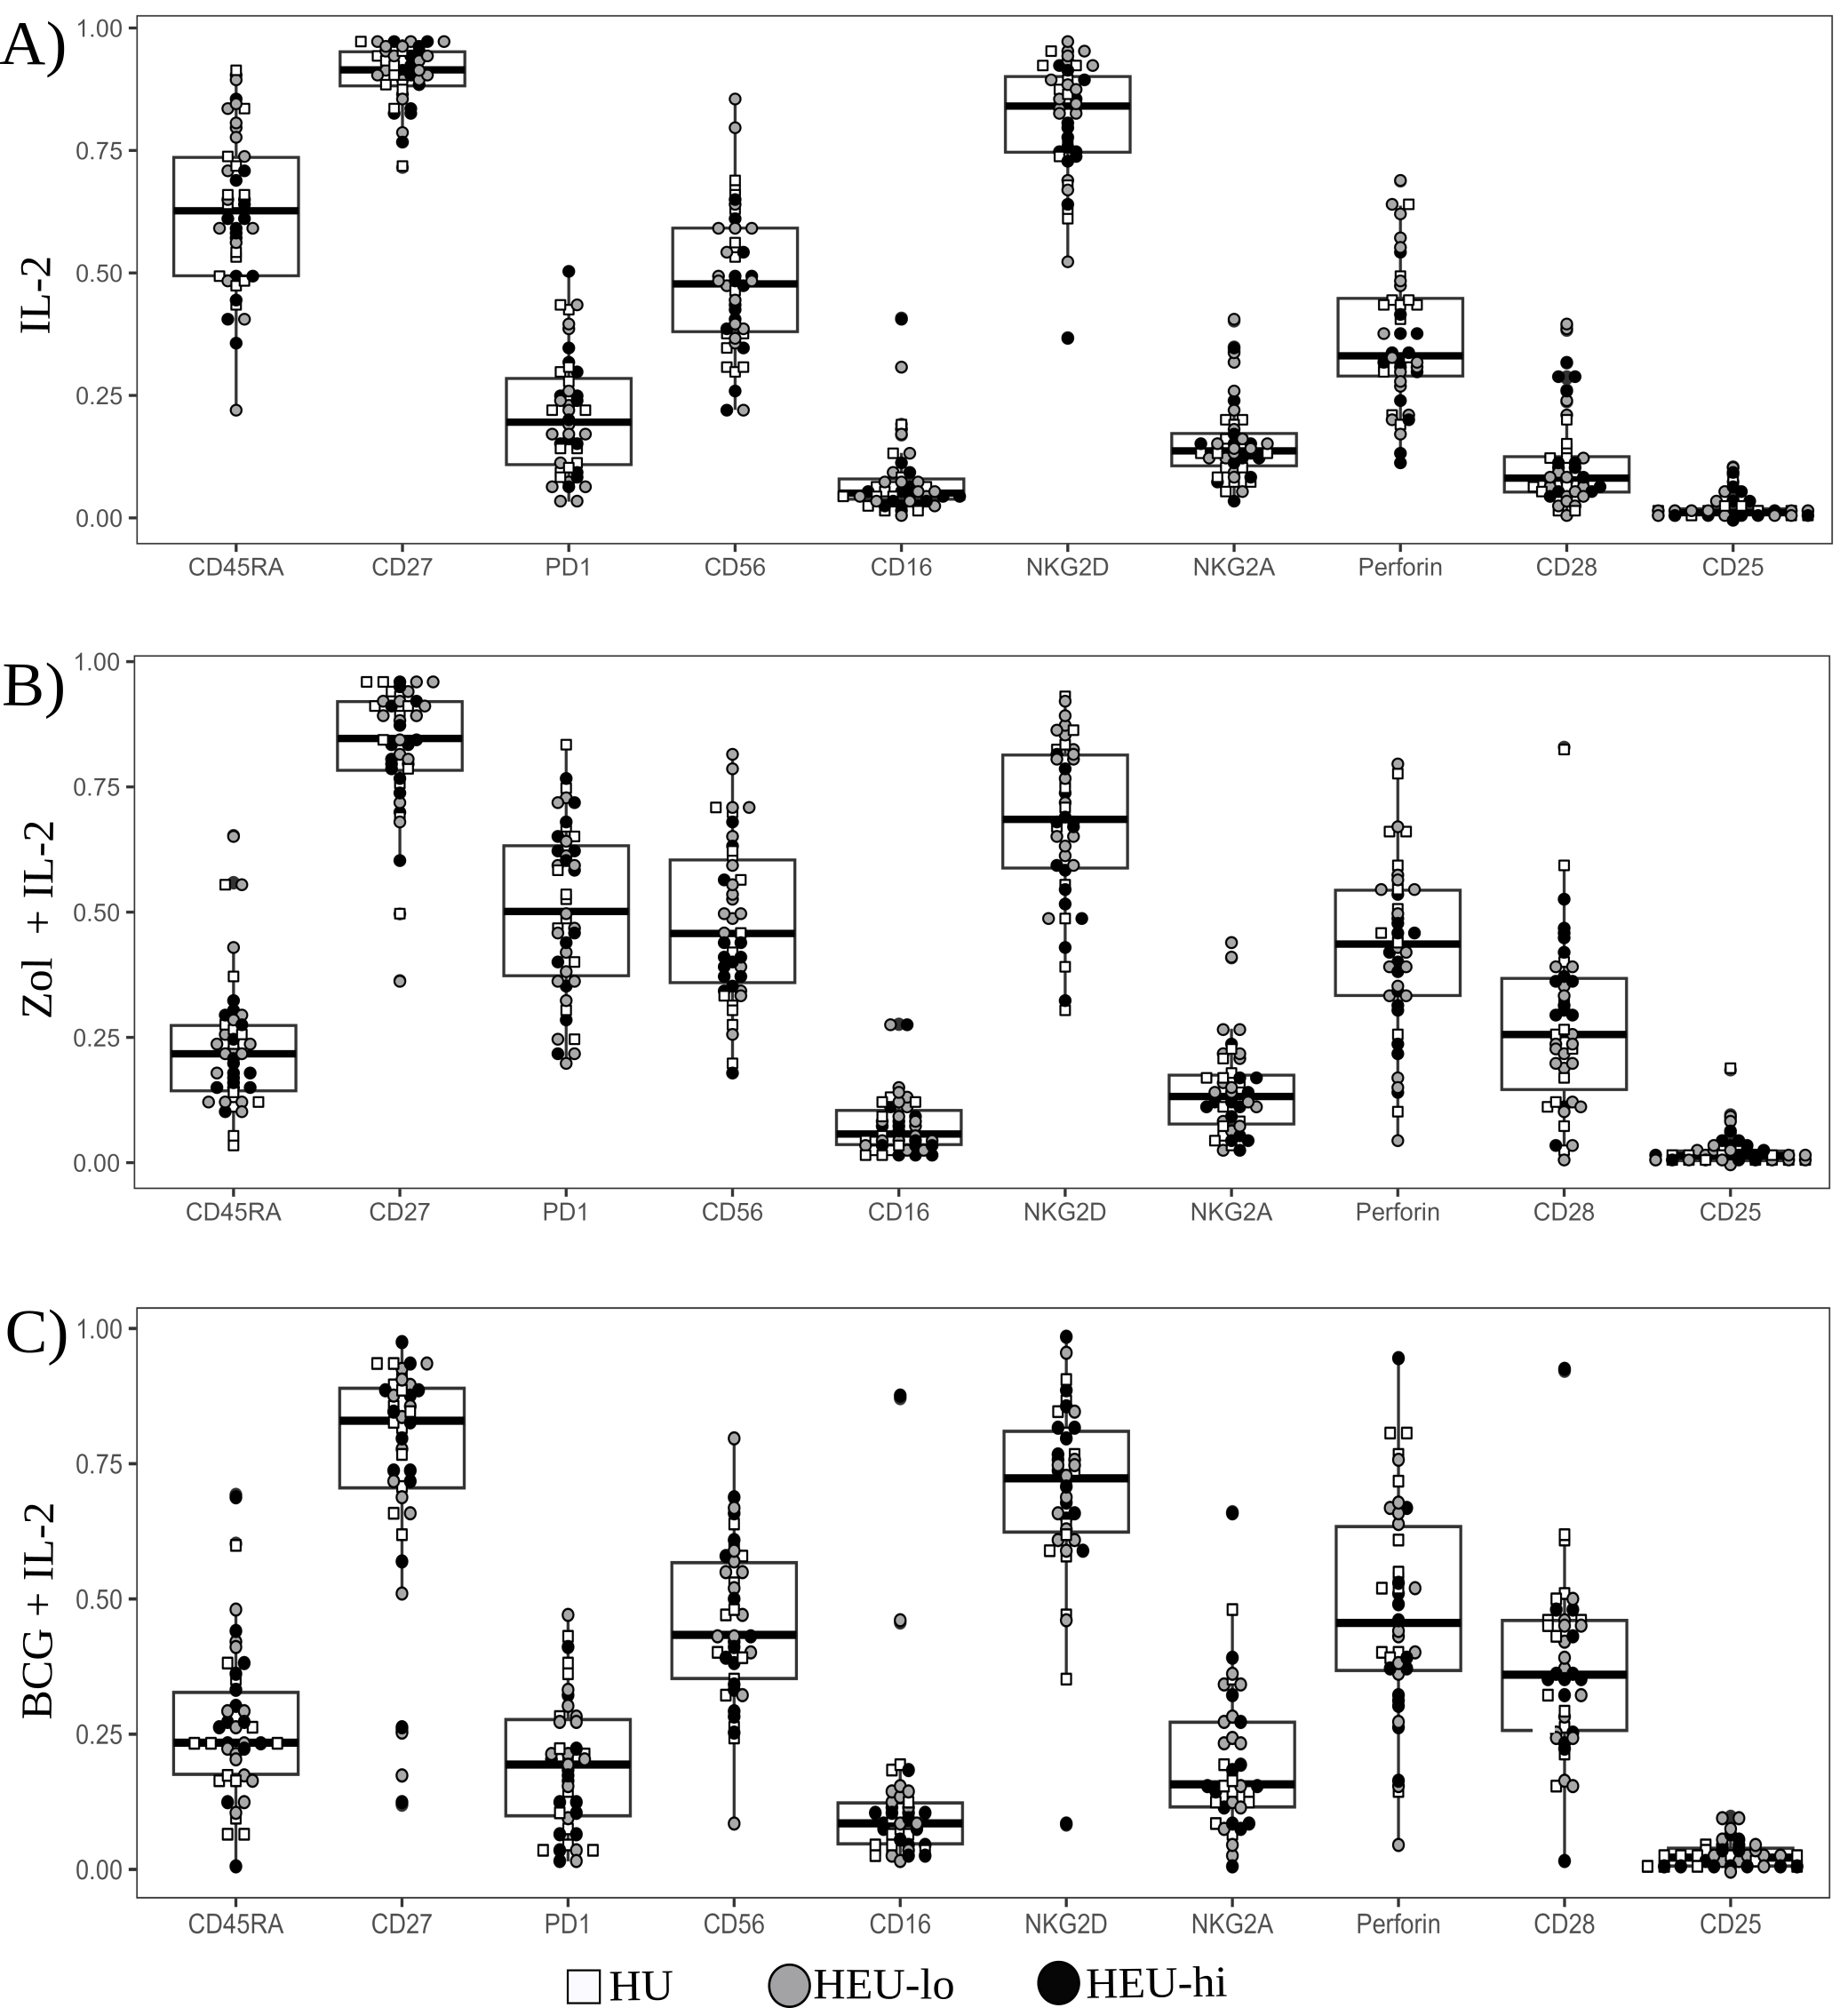 A)
IL-2
1.00
0.75
0.50
0.25
0.00
CD45RA CD27 PD1 CD56 CD16 NKG2D NKG2A Perforin CD28 CD25
B)
Zol + IL-2
1.00
0.75
0.50
0.25
0.00
CD45RA CD27 PD1 CD56 CD16 NKG2D NKG2A Perforin CD28 CD25
C)
BCG + IL-2
1.00
0.75
0.50
0.25
0.00
CD45RA CD27 PD1 CD56 CD16 NKG2D NKG2A Perforin CD28 CD25
HU HEU-lo HEU-hi